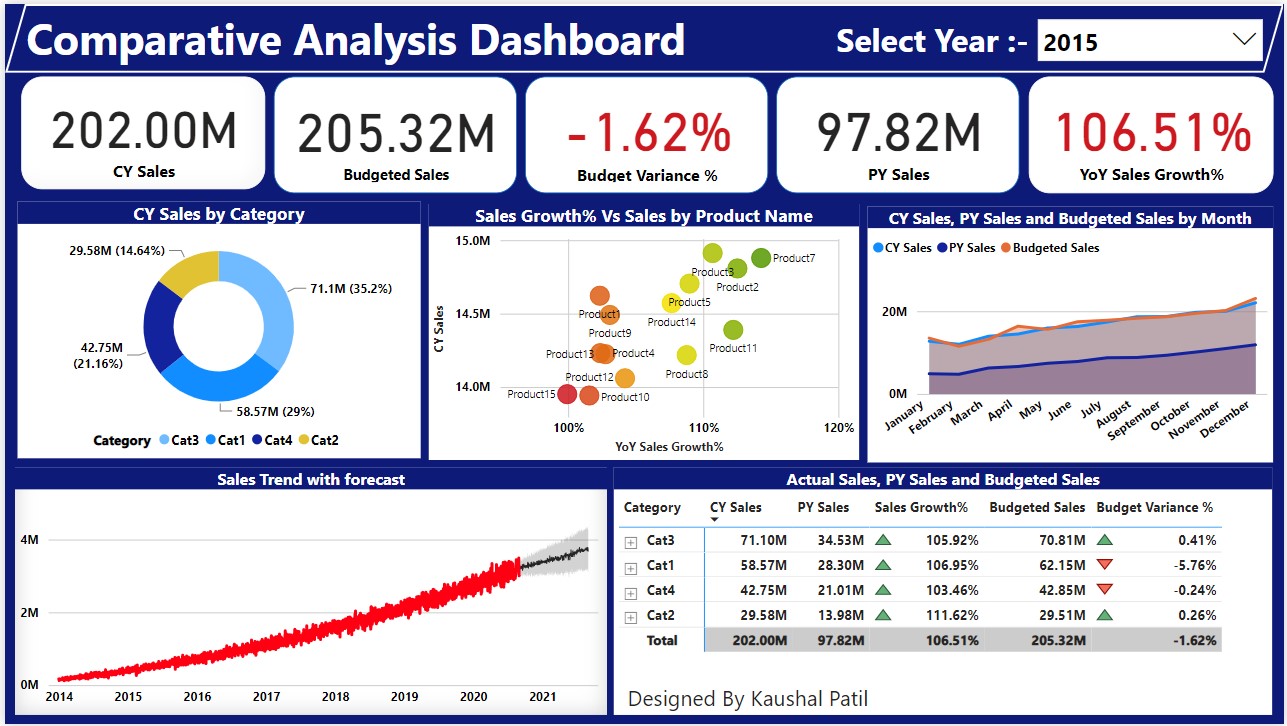 Comparative Analysis Dashboard
Select Year :- 2015
202.00M
CY Sales
205.32M
Budgeted Sales
-1.62%
Budget Variance %
97.82M
PY Sales
106.51%
YoY Sales Growth%
CY Sales by Category
29.58M (14.64%)
71.1M (35.2%)
42.75M
(21.16%)
58.57M (29%)
Category Cat3 Cat1 Cat4 Cat2
Sales Growth% Vs Sales by Product Name
CY Sales
15.0M
14.5M
14.0M
Product7
Product3
Product2
Product5
Product1
Product14
Product9
Product11
Product13
Product4
Product8
Product12
Product15
Product10
100% 110% 120%
YoY Sales Growth%
CY Sales, PY Sales and Budgeted Sales by Month
CY Sales PY Sales Budgeted Sales
20M
0M
January
February
March
April
May
June
July
August
September
October
November
December
Sales Trend with forecast
4M
2M
0M
2014 2015 2016 2017 2018 2019 2020 2021
Actual Sales, PY Sales and Budgeted Sales
Category CY Sales PY Sales Sales Growth% Budgeted Sales Budget Variance %
Cat3 71.10M 34.53M 105.92% 70.81M 0.41%
Cat1 58.57M 28.30M 106.95% 62.15M -5.76%
Cat4 42.75M 21.01M 103.46% 42.85M -0.24%
Cat2 29.58M 13.98M 111.62% 29.51M 0.26%
Total 202.00M 97.82M 106.51% 205.32M -1.62%
Designed By Kaushal Patil